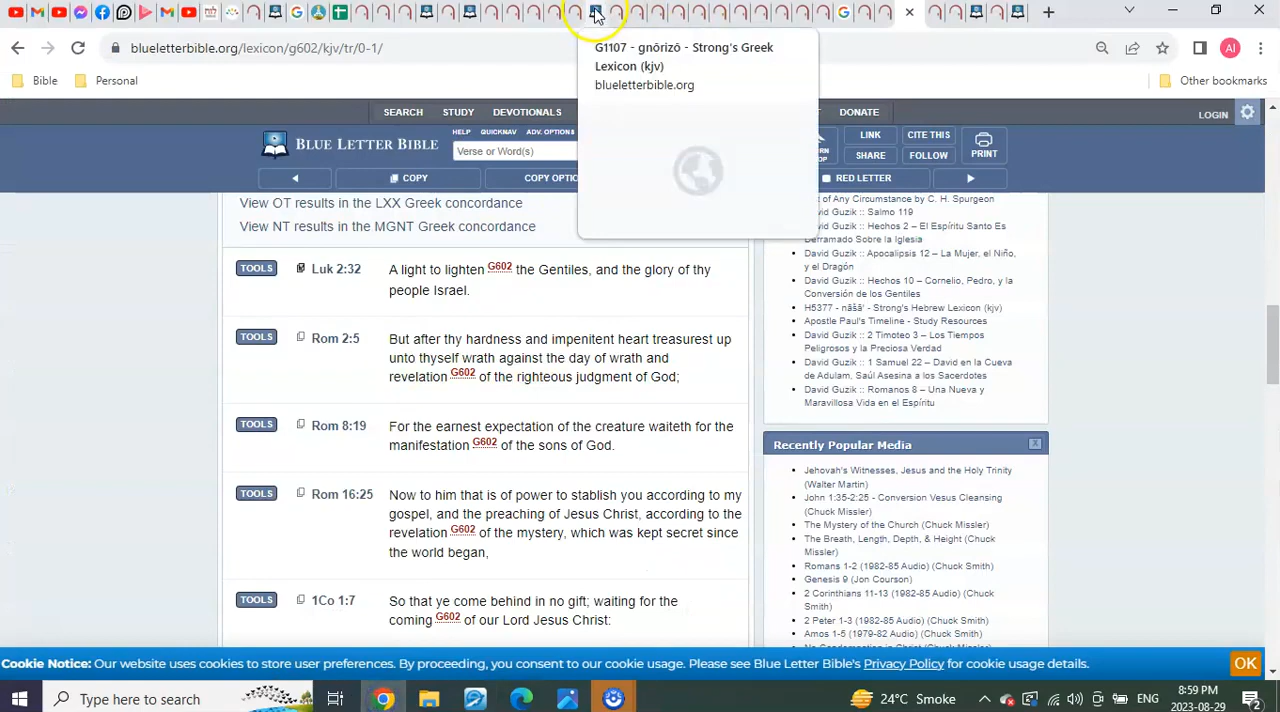 G1107 - gnōrizō - Strong's Greek
Lexicon (kjv)
blueletterbible.org
blueletterbible.org/lexicon/g602/kjv/tr/0-1/
AI
Bible
Personal
Other bookmarks
SEARCH STUDY DEVOTIONALS DONATE
LOGIN
BLUE LETTER BIBLE
HELP QUICKNAV ADV. OPTIONS
Verse or Word(s)
LINK
CITE THIS
SHARE
FOLLOW
PRINT
COPY
COPY OPTIO
RED LETTER
View OT results in the LXX Greek concordance
View NT results in the MGNT Greek concordance
TOOLS Luk 2:32 A light to lighten G602 the Gentiles, and the glory of thy
people Israel.
TOOLS Rom 2:5 But after thy hardness and impenitent heart treasurest up
unto thyself wrath against the day of wrath and
revelation G602 of the righteous judgment of God;
TOOLS Rom 8:19 For the earnest expectation of the creature waiteth for the
manifestation G602 of the sons of God.
TOOLS Rom 16:25 Now to him that is of power to stablish you according to my
gospel, and the preaching of Jesus Christ, according to the
revelation G602 of the mystery, which was kept secret since
the world began,
TOOLS 1Co 1:7 So that ye come behind in no gift; waiting for the
coming G602 of our Lord Jesus Christ:
of Any Circumstance by C. H. Spurgeon
David Guzik :: Salmo 119
David Guzik :: Hechos 2 – El Espíritu Santo Es
Derramado Sobre la Iglesia
David Guzik :: Apocalipsis 12 – La Mujer, el Niño,
y el Dragón
David Guzik :: Hechos 10 – Cornelio, Pedro, y la
Conversión de los Gentiles
H5377 - nāšā' - Strong's Hebrew Lexicon (kjv)
Apostle Paul's Timeline - Study Resources
David Guzik :: 2 Timoteo 3 – Los Tiempos
Peligrosos y la Preciosa Verdad
David Guzik :: 1 Samuel 22 – David en la Cueva
de Adulam, Saúl Asesina a los Sacerdotes
David Guzik :: Romanos 8 – Una Nueva y
Maravillosa Vida en el Espíritu
Recently Popular Media
X
Jehovah's Witnesses, Jesus and the Holy Trinity
(Walter Martin)
John 1:35-2:25 - Conversion Versus Cleansing
(Chuck Missler)
The Mystery of the Church (Chuck Missler)
The Breath, Length, Depth, & Height (Chuck
Missler)
Romans 1-2 (1982-85 Audio) (Chuck Smith)
Genesis 9 (Jon Courson)
2 Corinthians 11-13 (1982-85 Audio) (Chuck
Smith)
2 Peter 1-3 (1982-85 Audio) (Chuck Smith)
Amos 1-5 (1979-82 Audio) (Chuck Smith)
Cookie Notice: Our website uses cookies to store user preferences. By proceeding, you consent to our cookie usage. Please see Blue Letter Bible's Privacy Policy for cookie usage details.
OK
Type here to search
24°C Smoke
ENG
8:59 PM
2023-08-29
2